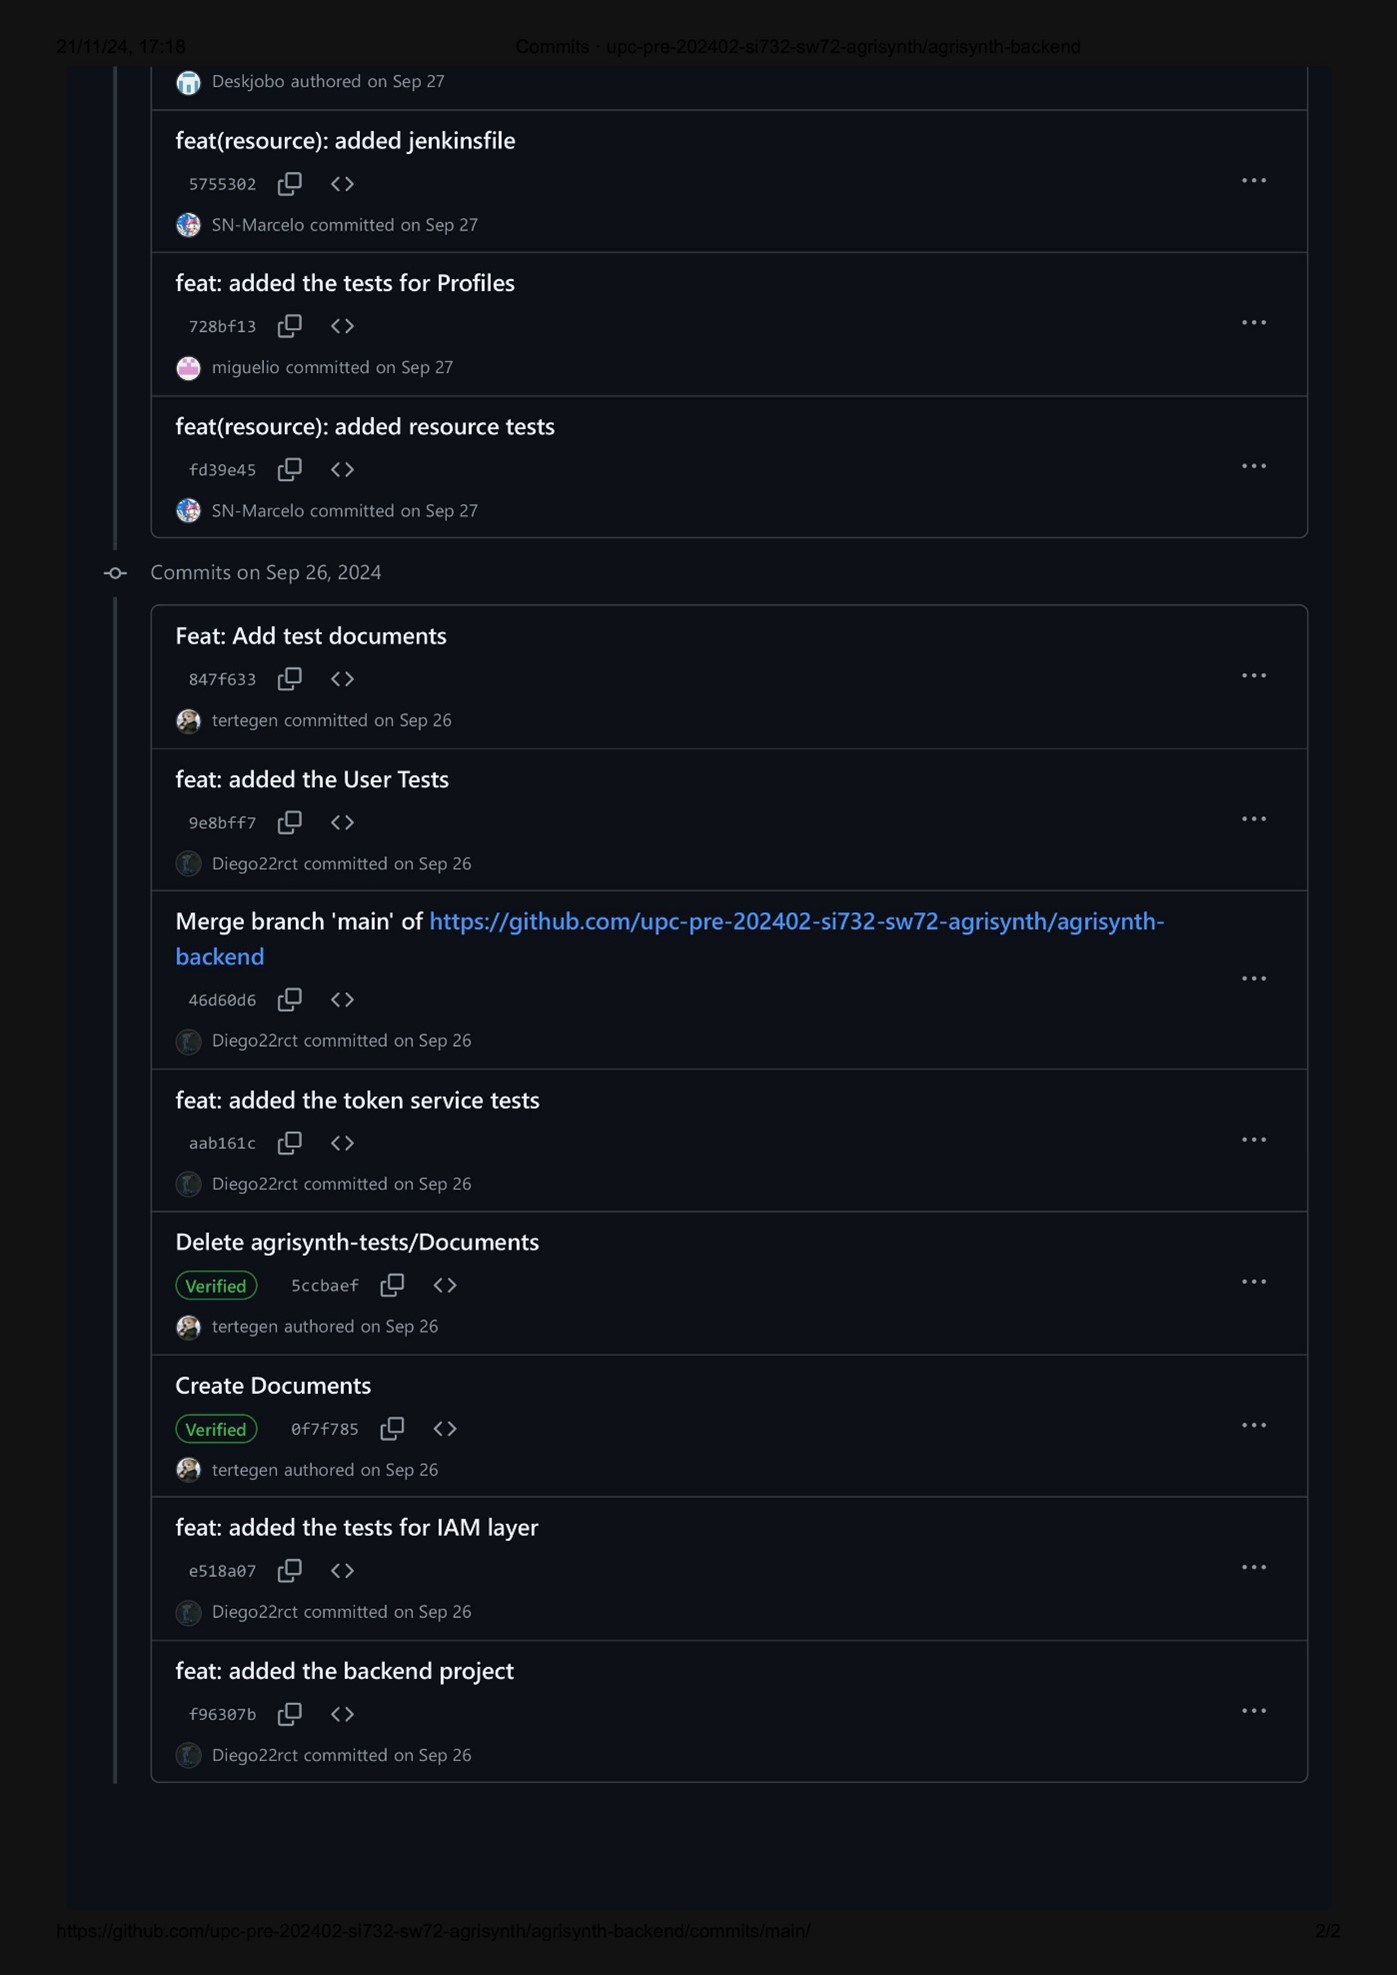 21/11/24, 17:18
Commits · upc-pre-202402-si732-sw72-agrisynth/agrisynth-backend
Deskjobo authored on Sep 27
feat(resource): added jenkinsfile
5755302
SN-Marcelo committed on Sep 27
feat: added the tests for Profiles
728bf13
miguelio committed on Sep 27
feat(resource): added resource tests
fd39e45
SN-Marcelo committed on Sep 27
Commits on Sep 26, 2024
Feat: Add test documents
847f633
tertegen committed on Sep 26
feat: added the User Tests
9e8bff7
Diego22rct committed on Sep 26
Merge branch 'main' of https://github.com/upc-pre-202402-si732-sw72-agrisynth/agrisynth-
backend
46d60d6
Diego22rct committed on Sep 26
feat: added the token service tests
aab161c
Diego22rct committed on Sep 26
Delete agrisynth-tests/Documents
Verified 5ccbaef
tertegen authored on Sep 26
Create Documents
Verified 0f7f785
tertegen authored on Sep 26
feat: added the tests for IAM layer
e518a07
Diego22rct committed on Sep 26
feat: added the backend project
f96307b
Diego22rct committed on Sep 26
https://github.com/upc-pre-202402-si732-sw72-agrisynth/agrisynth-backend/commits/main/
2/2